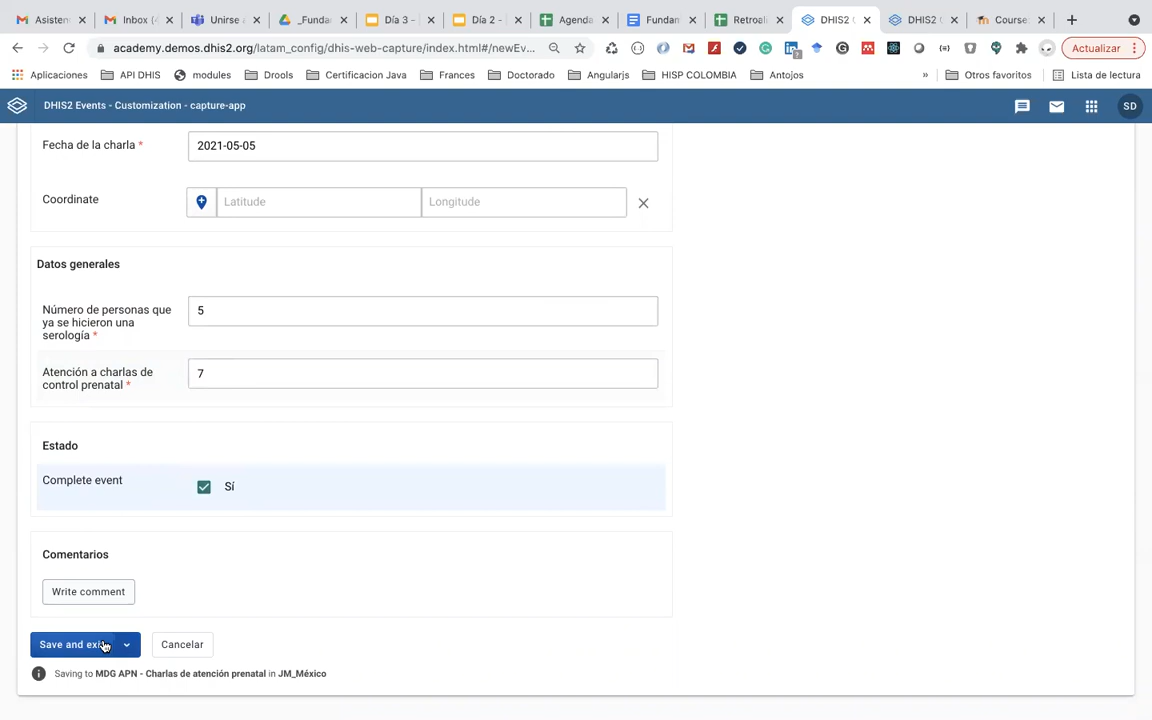 Asistent
Inbox (4
Unirse a
_Funda
Día 3 -
Día 2 -
Agenda
Fundam
Retroali
DHIS2 (
DHIS2 (
Course:
academy.demos.dhis2.org/latam_config/dhis-web-capture/index.html#/newEv...
Actualizar
Aplicaciones
API DHIS
modules
Drools
Certificacion Java
Frances
Doctorado
Angularjs
HISP COLOMBIA
Antojos
»
Otros favoritos
Lista de lectura
DHIS2 Events - Customization - capture-app
SD
Fecha de la charla *
2021-05-05
Coordinate
Latitude
Longitude
Datos generales
Número de personas que
ya se hicieron una
serología *
5
Atención a charlas de
control prenatal *
7
Estado
Complete event
Sí
Comentarios
Write comment
Save and exi
Cancelar
Saving to MDG APN - Charlas de atención prenatal in JM_México